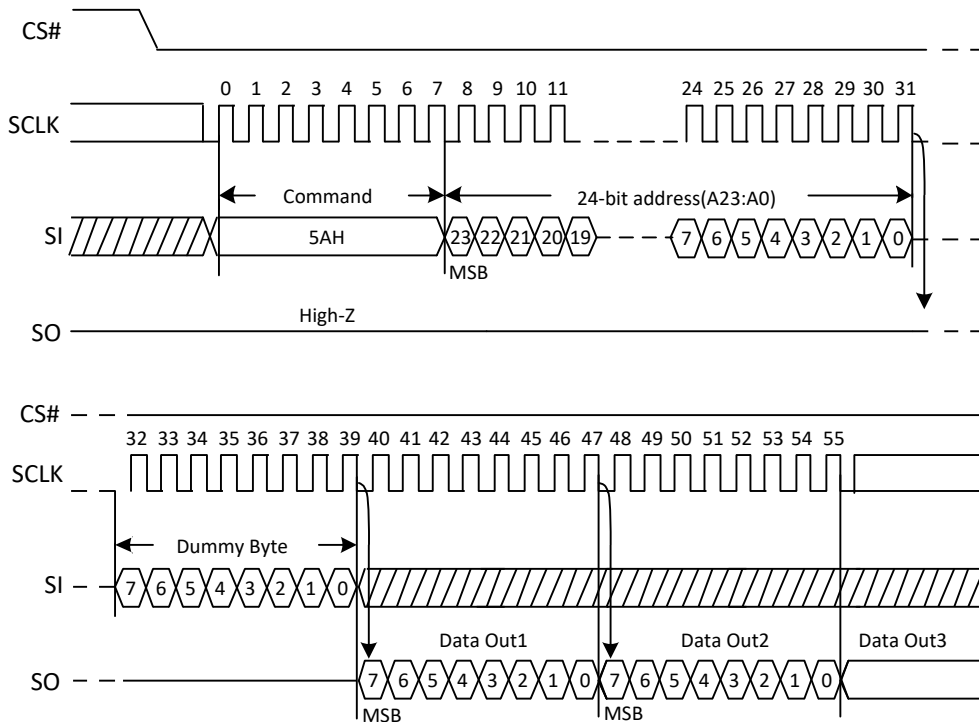 CS#
0 1 2 3 4 5 6 7 8 9 10 11 24 25 26 27 28 29 30 31
SCLK
Command 24-bit address(A23:A0)
SI 5AH 23 22 21 20 19 7 6 5 4 3 2 1 0
MSB
High-Z
SO
CS#
32 33 34 35 36 37 38 39 40 41 42 43 44 45 46 47 48 49 50 51 52 53 54 55
SCLK
Dummy Byte
SI 7 6 5 4 3 2 1 0
Data Out1 Data Out2 Data Out3
SO 7 6 5 4 3 2 1 0 7 6 5 4 3 2 1 0
MSB MSB